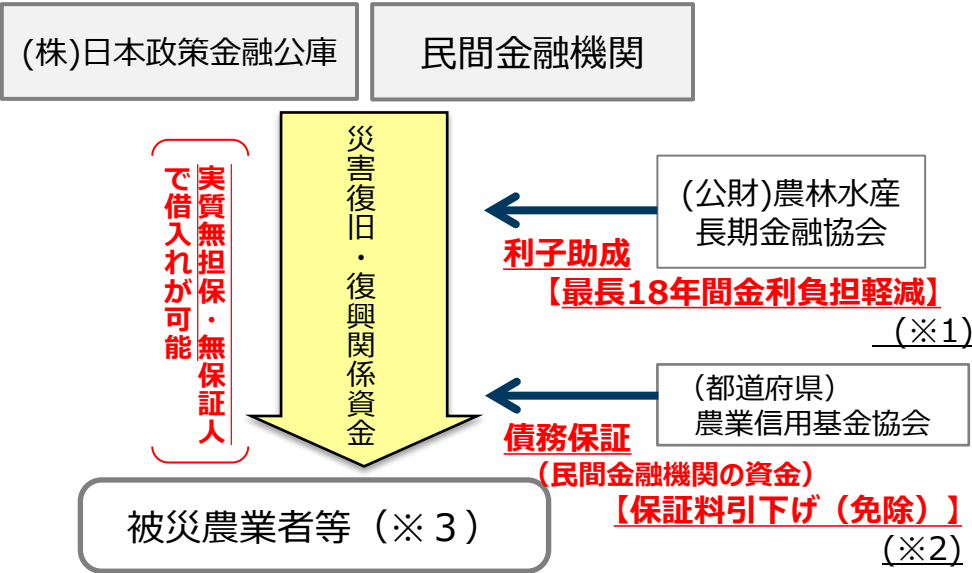 (株)日本政策金融公庫
民間金融機関
災害復旧・復興関係資金
実質無担保・無保証人
で借入れが可能
(公財)農林水産
長期金融協会
利子助成
【最長18年間金利負担軽減】
(※1)
（都道府県）
農業信用基金協会
債務保証
（民間金融機関の資金）
【保証料引下げ（免除）】
(※2)
被災農業者等（※３）